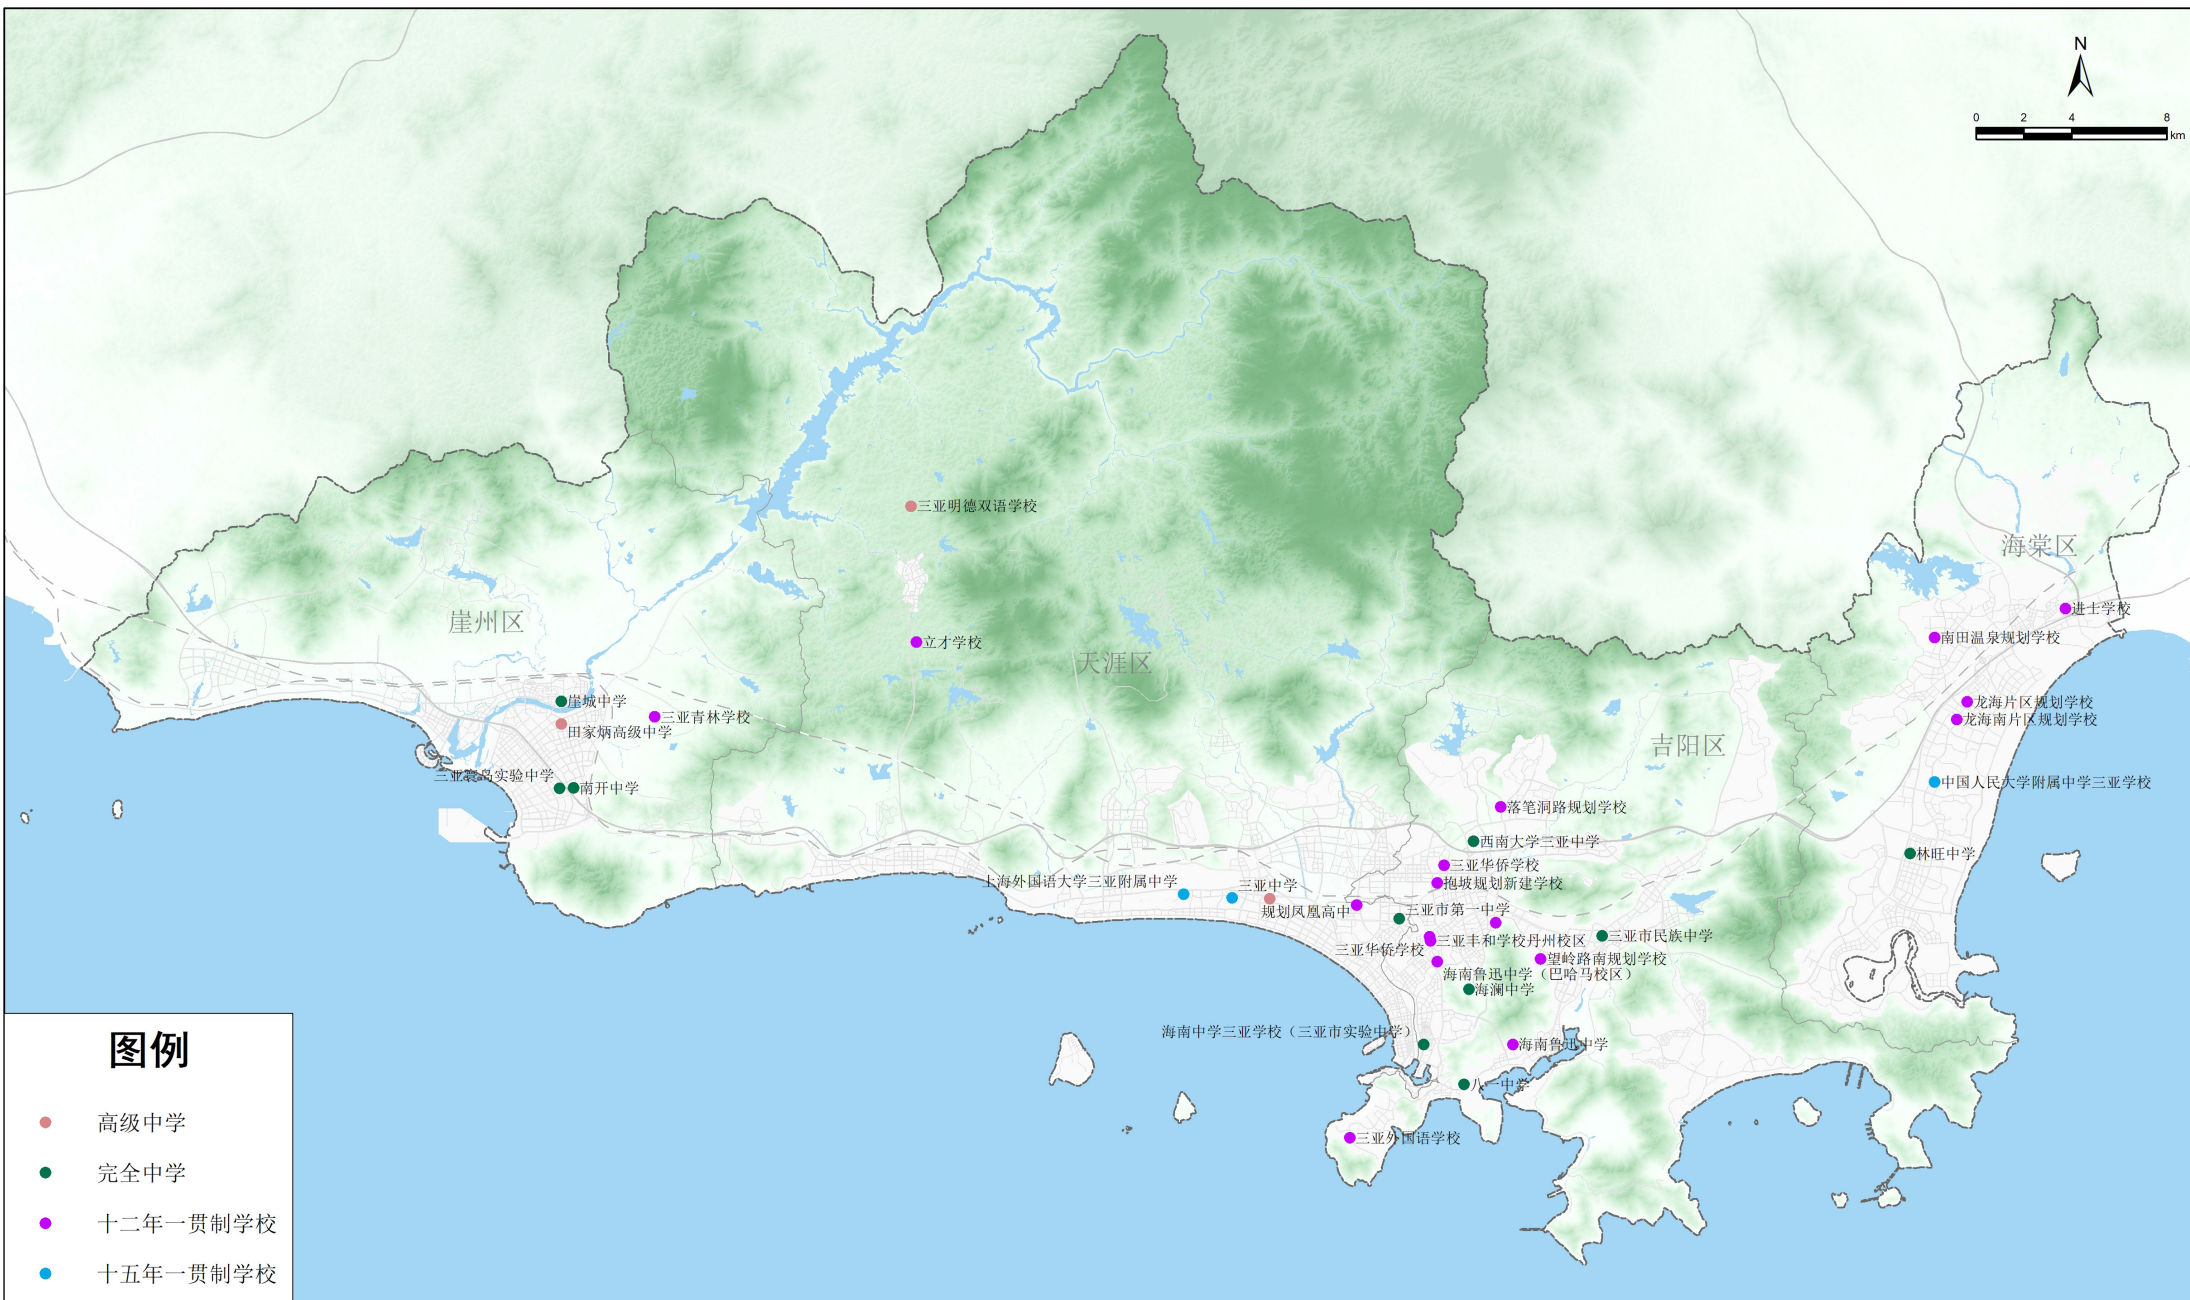 N
0 2 4 8
km
三亚明德双语学校
海棠区
进士学校
崖州区
南田温泉规划学校
立才学校
天涯区
崖城中学
龙海片区规划学校
三亚青林学校
龙海南片区规划学校
田家炳高级中学
吉阳区
三亚寰岛实验中学
南开中学
中国人民大学附属中学三亚学校
落笔洞路规划学校
西南大学三亚中学
林旺中学
三亚华侨学校
上海外国语大学三亚附属中学
三亚中学
抱坡规划新建学校
规划凤凰高中
三亚市第一中学
三亚市民族中学
三亚丰和学校丹州校区
三亚华侨学校
望岭路南规划学校
海南鲁迅中学（巴哈马校区）
海澜中学
海南中学三亚学校（三亚市实验中学）
海南鲁迅中学
八一中学
三亚外国语学校
图例
高级中学
完全中学
十二年一贯制学校
十五年一贯制学校